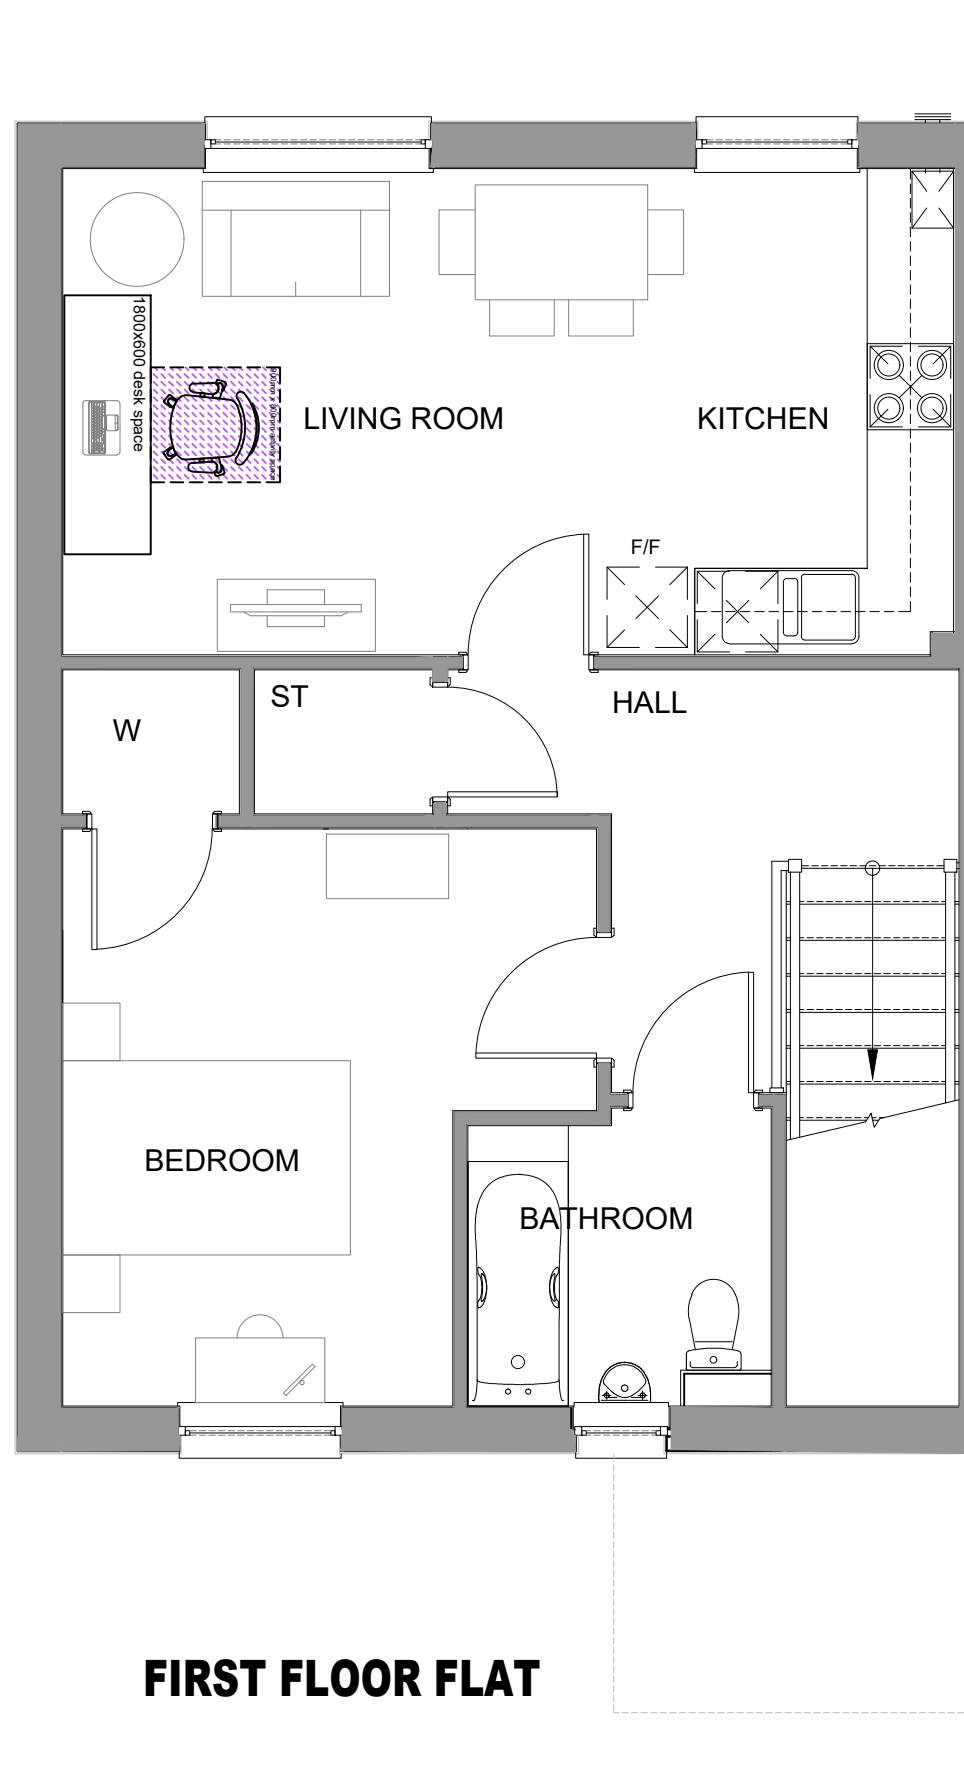 1800x600 desk space
LIVING ROOM
KITCHEN
F/F
ST
HALL
W
BEDROOM
BATHROOM
FIRST FLOOR FLAT